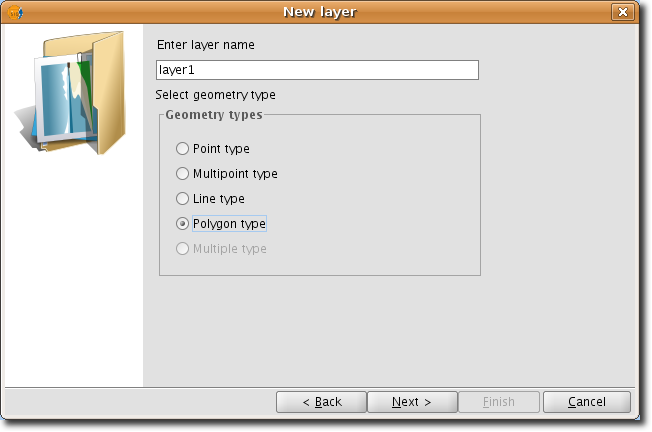 New layer
Enter layer name
layer1
Select geometry type
Geometry types
Point type
Multipoint type
Line type
Polygon type
Multiple type
< Back
Next >
Finish
Cancel